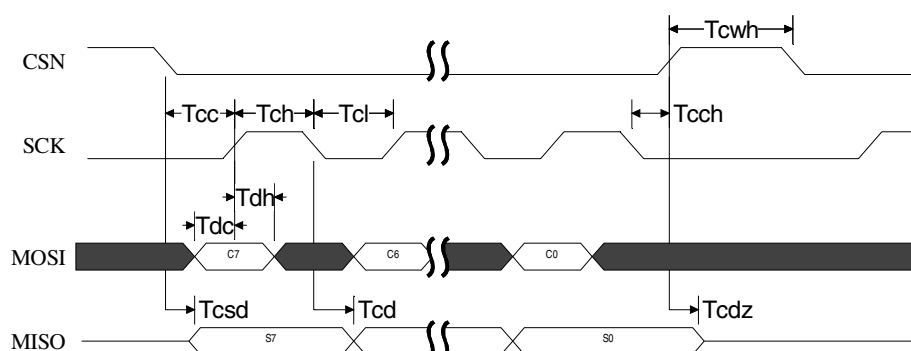 Tcwh
CSN
Tcc Tch Tcl Tcch
SCK
Tdh
Tdc
MOSI C7 C6 C0
Tcsd Tcd Tcdz
MISO S7 S0